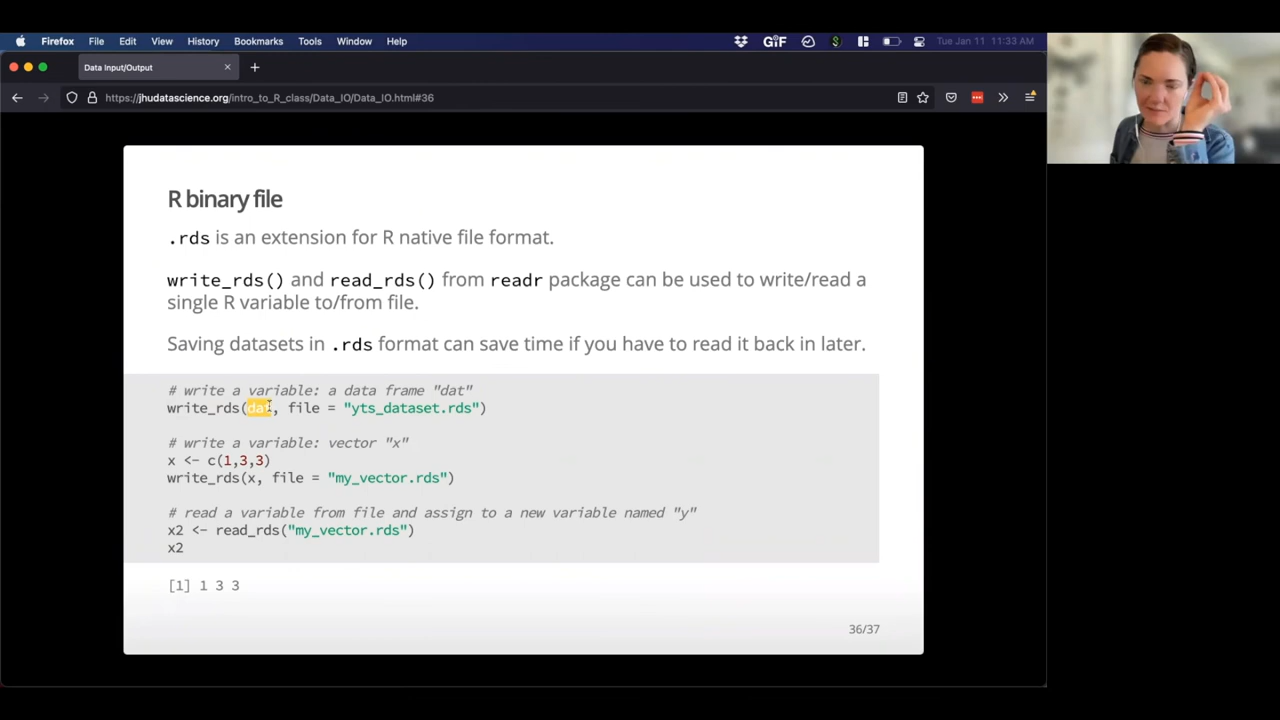 Firefox File Edit View History Bookmarks Tools Window Help GIF Tue Jan 11 11:33 AM
Data Input/Output
https://jhudatascience.org/intro_to_R_class/Data_IO/Data_IO.html#36
R binary file
.rds is an extension for R native file format.
write_rds() and read_rds() from readr package can be used to write/read a
single R variable to/from file.
Saving datasets in .rds format can save time if you have to read it back in later.
# write a variable: a data frame "dat"
write_rds(dat, file = "yts_dataset.rds")
# write a variable: vector "x"
x <- c(1,3,3)
write_rds(x, file = "my_vector.rds")
# read a variable from file and assign to a new variable named "y"
x2 <- read_rds("my_vector.rds")
x2
[1] 1 3 3
36/37